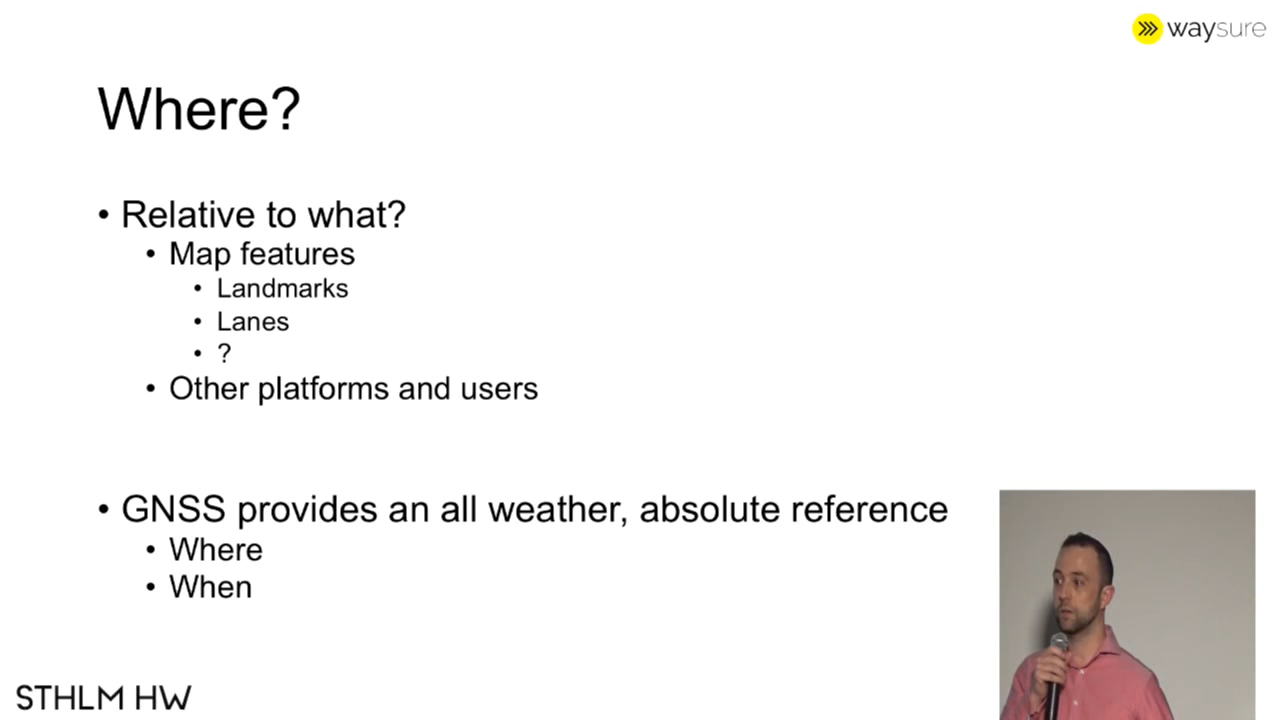 waysure
Where?
• Relative to what?
• Map features
• Landmarks
• Lanes
• ?
• Other platforms and users
• GNSS provides an all weather, absolute reference
• Where
• When
STHLM HW